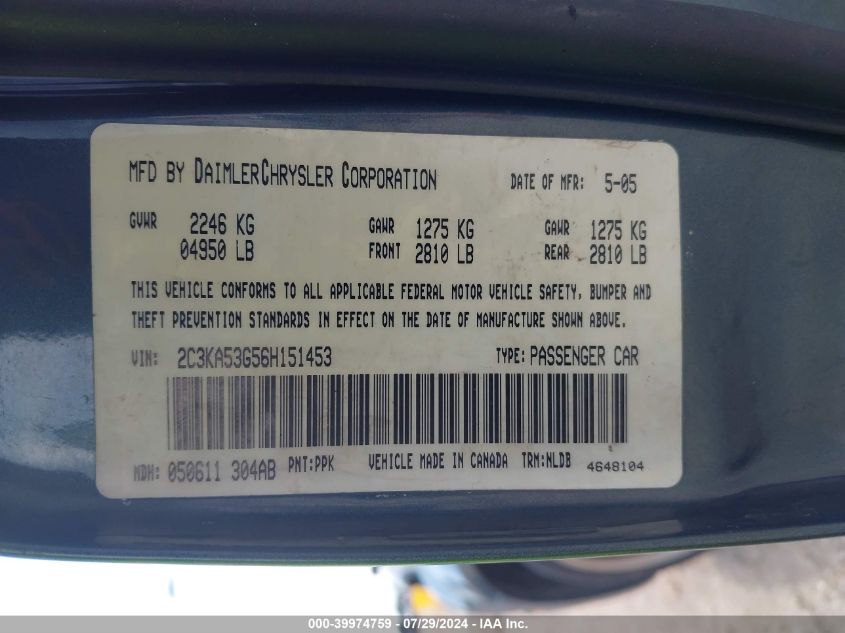 MFD BY DAIMLERCHRYSLER CORPORATION DATE OF MFR: 5-05
GVWR 2246 KG GAWR 1275 KG GAWR 1275 KG
04950 LB FRONT 2810 LB REAR 2810 LB
THIS VEHICLE CONFORMS TO ALL APPLICABLE FEDERAL MOTOR VEHICLE SAFETY, BUMPER AND
THEFT PREVENTION STANDARDS IN EFFECT ON THE DATE OF MANUFACTURE SHOWN ABOVE.
VIN: 2C3KA53G56H151453 TYPE: PASSENGER CAR
MDH: 050611 304AB PNT:PPK VEHICLE MADE IN CANADA TRM:NLDB 4648104
000-39974759 - 07/29/2024 - IAA Inc.